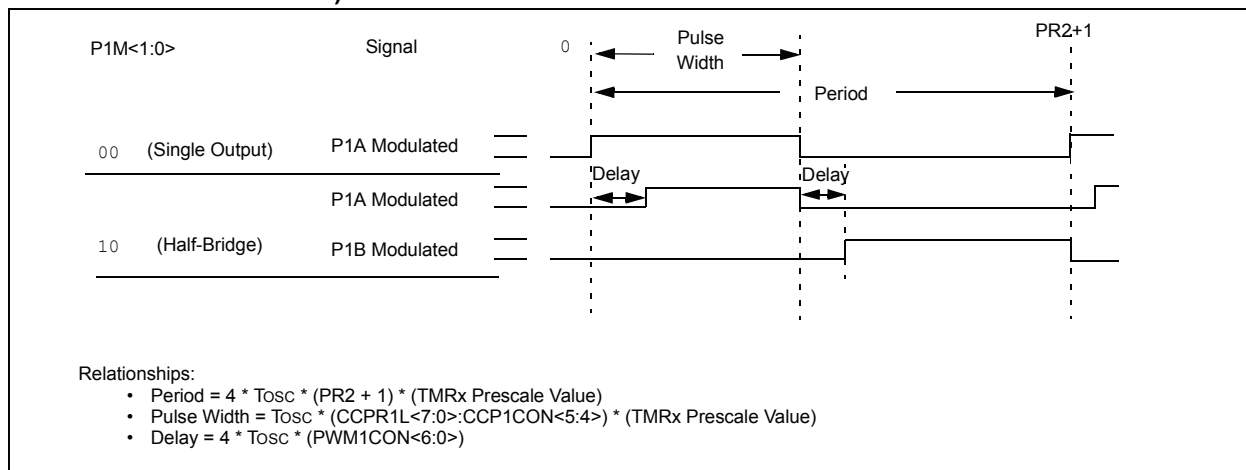 P1M<1:0> Signal 0 Pulse Width PR2+1
Period
00 (Single Output) P1A Modulated
Delay Delay
P1A Modulated
10 (Half-Bridge) P1B Modulated
Relationships:
• Period = 4 * TOSC * (PR2 + 1) * (TMRx Prescale Value)
• Pulse Width = TOSC * (CCPR1L<7:0>:CCP1CON<5:4>) * (TMRx Prescale Value)
• Delay = 4 * TOSC * (PWM1CON<6:0>)